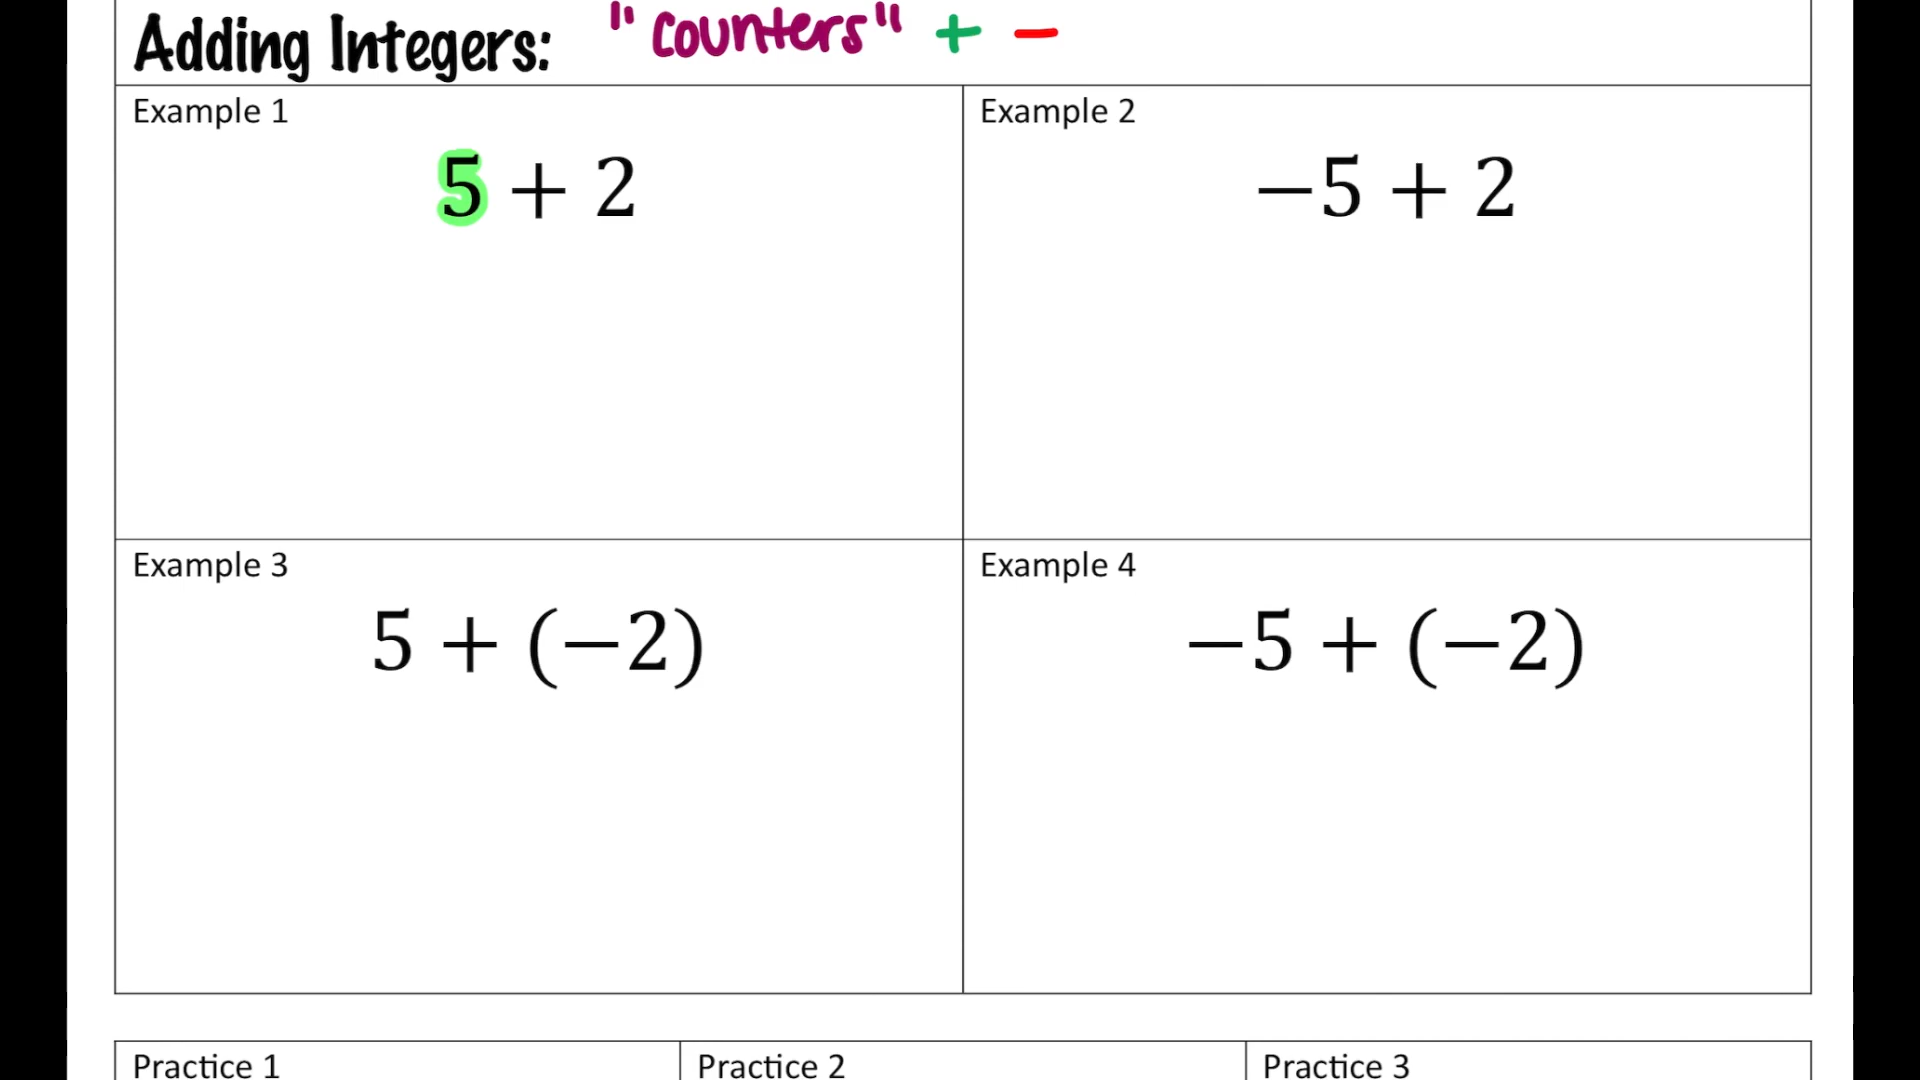 Adding Integers: "Counters" + −
Example 1
5 + 2
Example 2
−5 + 2
Example 3
5 + (−2)
Example 4
−5 + (−2)
Practice 1
Practice 2
Practice 3